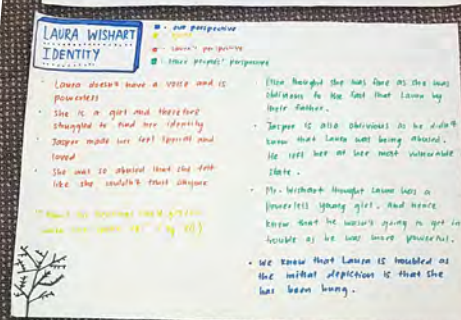 LAURA WISHART
IDENTITY
- our perspective
- Laura's perspective
- other peoples' perspectives
Laura doesn't have a voice and is
powerless
She is a girl and therefore
struggled to find her identity
Jasper made her feel special and
loved
She was so abused that she felt
like she couldn't trust anyone
Eliza thought she was fine as she was
oblivious to the fact that Laura by
their father.
Jasper is also oblivious as he didn't
know that Laura was being abused.
He left her at her most vulnerable
state.
Mr. Wishart thought Laura was a
powerless young girl, and hence
knew that he wasn't going to get in
trouble as he was more powerful.
We know that Laura is troubled as
the initial depiction is that she
has been hung.